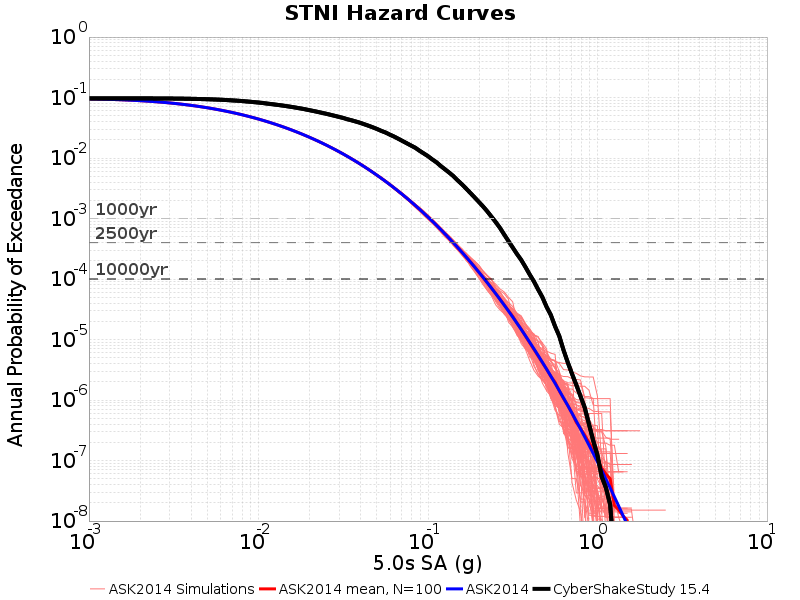 STNI Hazard Curves
Annual Probability of Exceedance
10^0
10^-1
10^-2
10^-3
10^-4
10^-5
10^-6
10^-7
10^-8
1000yr
2500yr
10000yr
10^-3 10^-2 10^-1 10^0 10^1
5.0s SA (g)
ASK2014 Simulations ASK2014 mean, N=100 ASK2014 CyberShakeStudy 15.4